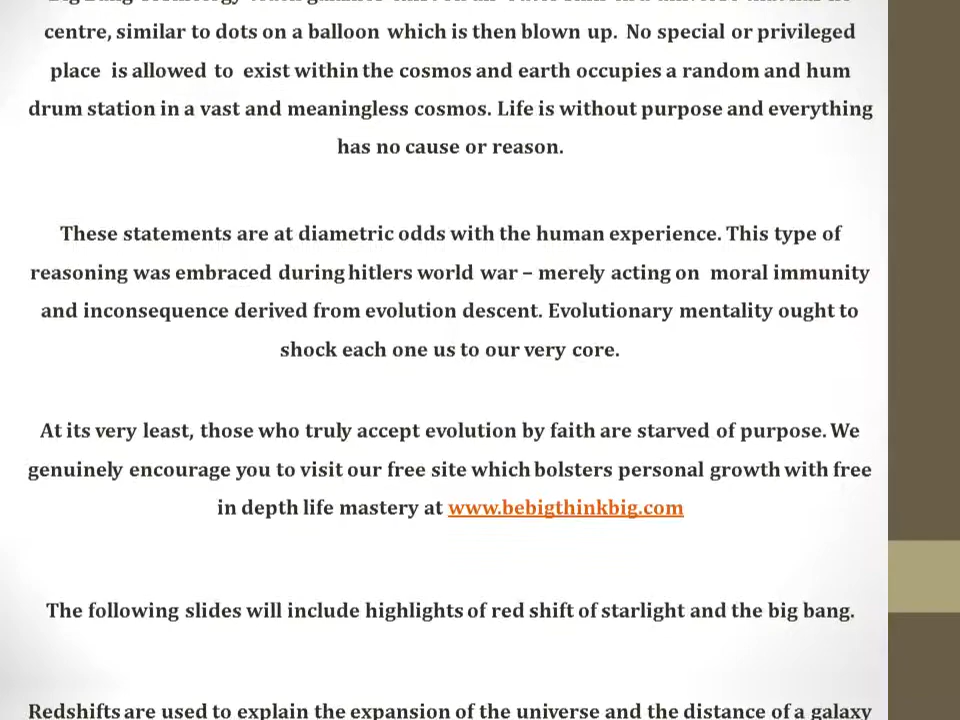 centre, similar to dots on a balloon which is then blown up. No special or privileged
place is allowed to exist within the cosmos and earth occupies a random and hum
drum station in a vast and meaningless cosmos. Life is without purpose and everything
has no cause or reason.
These statements are at diametric odds with the human experience. This type of
reasoning was embraced during hitlers world war – merely acting on moral immunity
and inconsequence derived from evolution descent. Evolutionary mentality ought to
shock each one us to our very core.
At its very least, those who truly accept evolution by faith are starved of purpose. We
genuinely encourage you to visit our free site which bolsters personal growth with free
in depth life mastery at www.bebigthinkbig.com
The following slides will include highlights of red shift of starlight and the big bang.
Redshifts are used to explain the expansion of the universe and the distance of a galaxy